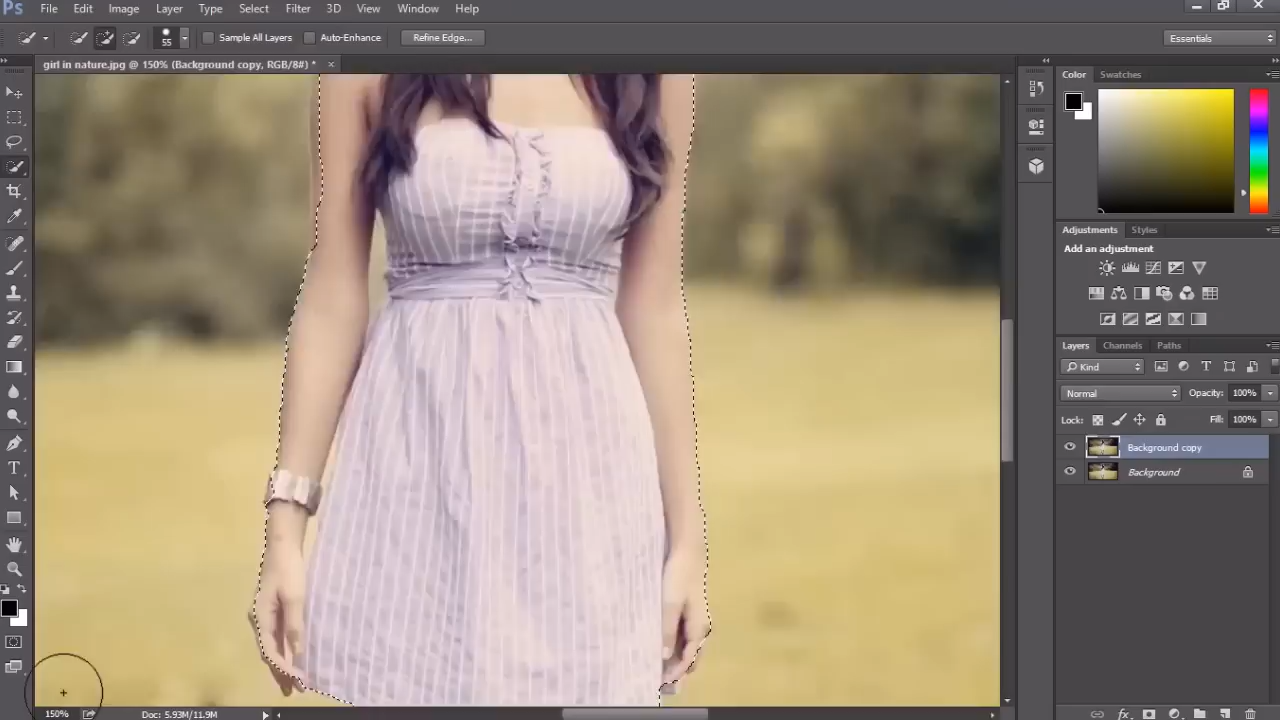 Ps File Edit Image Layer Type Select Filter 3D View Window Help
55 Sample All Layers Auto-Enhance Refine Edge... Essentials
girl in nature.jpg @ 150% (Background copy, RGB/8#) * ×
Color Swatches
Adjustments Styles
Add an adjustment
Layers Channels Paths
Kind
Normal Opacity: 100%
Lock: Fill: 100%
Background copy
Background
150% Doc: 5.93M/11.9M
fx